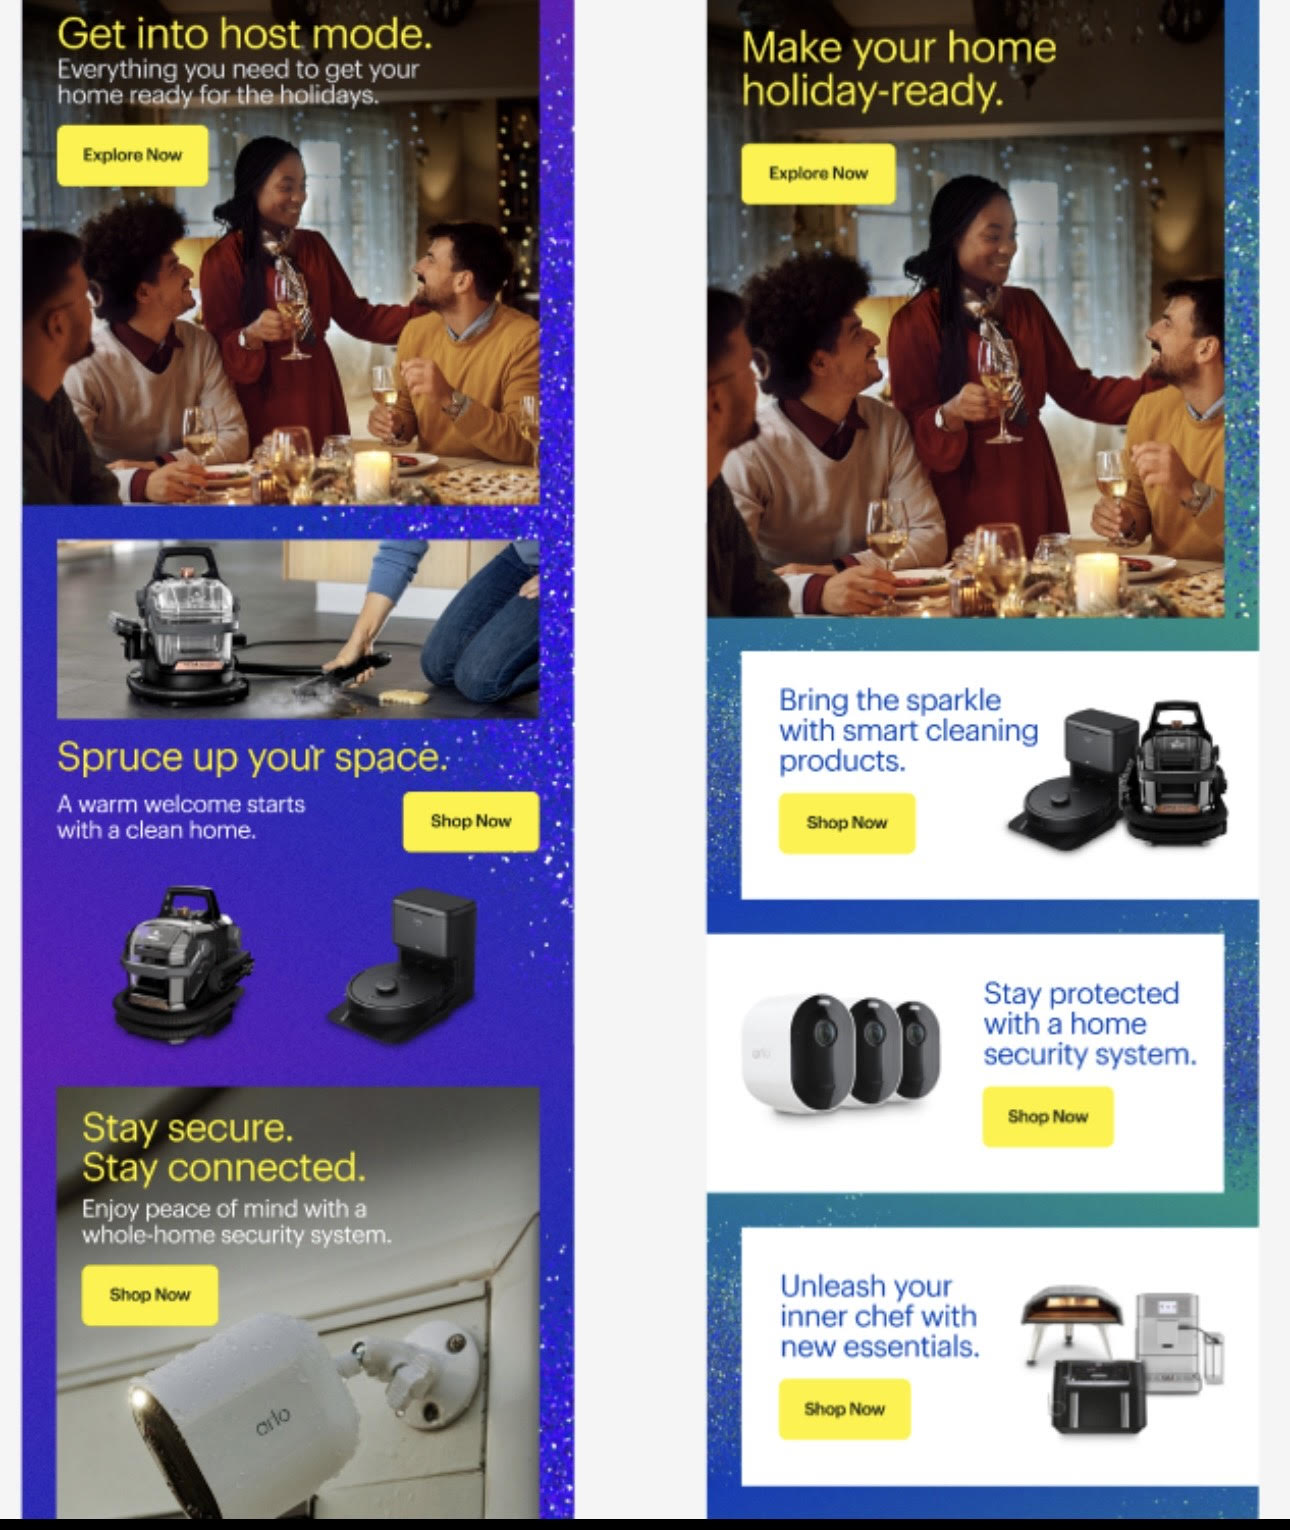 Get into host mode.
Everything you need to get your
home ready for the holidays.
Explore Now
Spruce up your space.
A warm welcome starts
with a clean home.
Shop Now
Stay secure.
Stay connected.
Enjoy peace of mind with a
whole-home security system.
Shop Now
arlo
Make your home
holiday-ready.
Explore Now
Bring the sparkle
with smart cleaning
products.
Shop Now
arlo
Stay protected
with a home
security system.
Shop Now
Unleash your
inner chef with
new essentials.
Shop Now